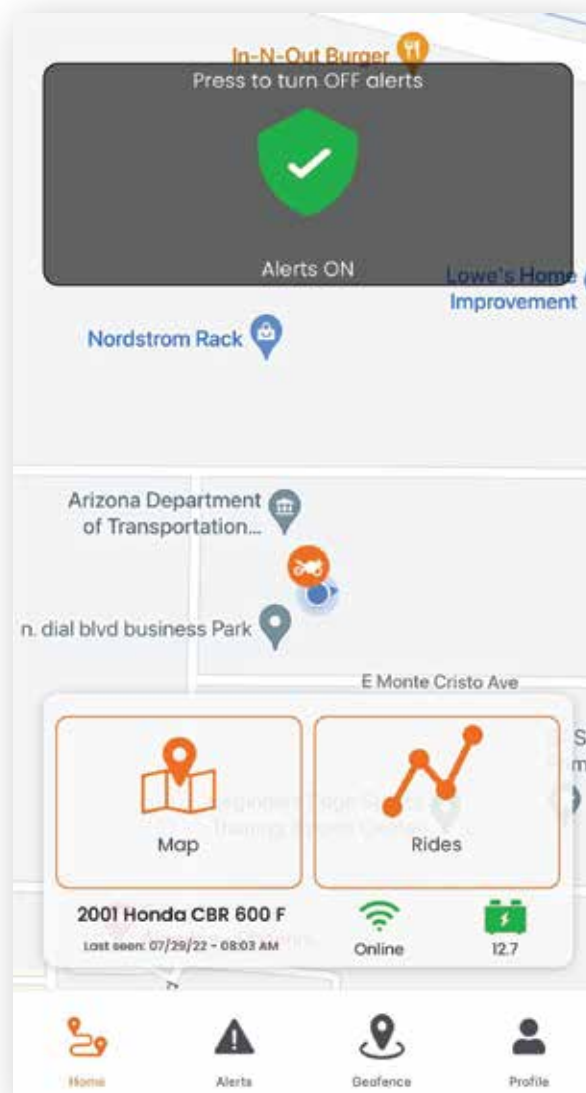 In-N-Out Burger
Press to turn OFF alerts
Alerts ON
Lowe's Home
Improvement
Nordstrom Rack
Arizona Department
of Transportation...
n. dial blvd business Park
E Monte Cristo Ave
Map
Rides
2001 Honda CBR 600 F
Last seen: 07/29/22 - 08:03 AM
Online
12.7
Home
Alerts
Geofence
Profile